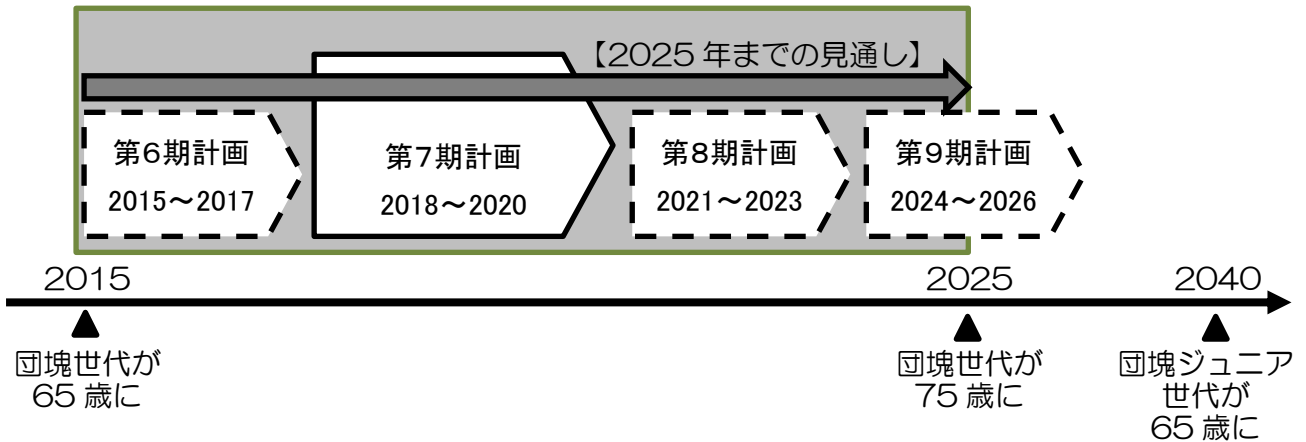 【2025 年までの見通し】
第6期計画
2015～2017
第7期計画
2018～2020
第8期計画
2021～2023
第9期計画
2024～2026
2015
2025
2040
団塊世代が
65 歳に
団塊世代が
75 歳に
団塊ジュニア
世代が
65 歳に